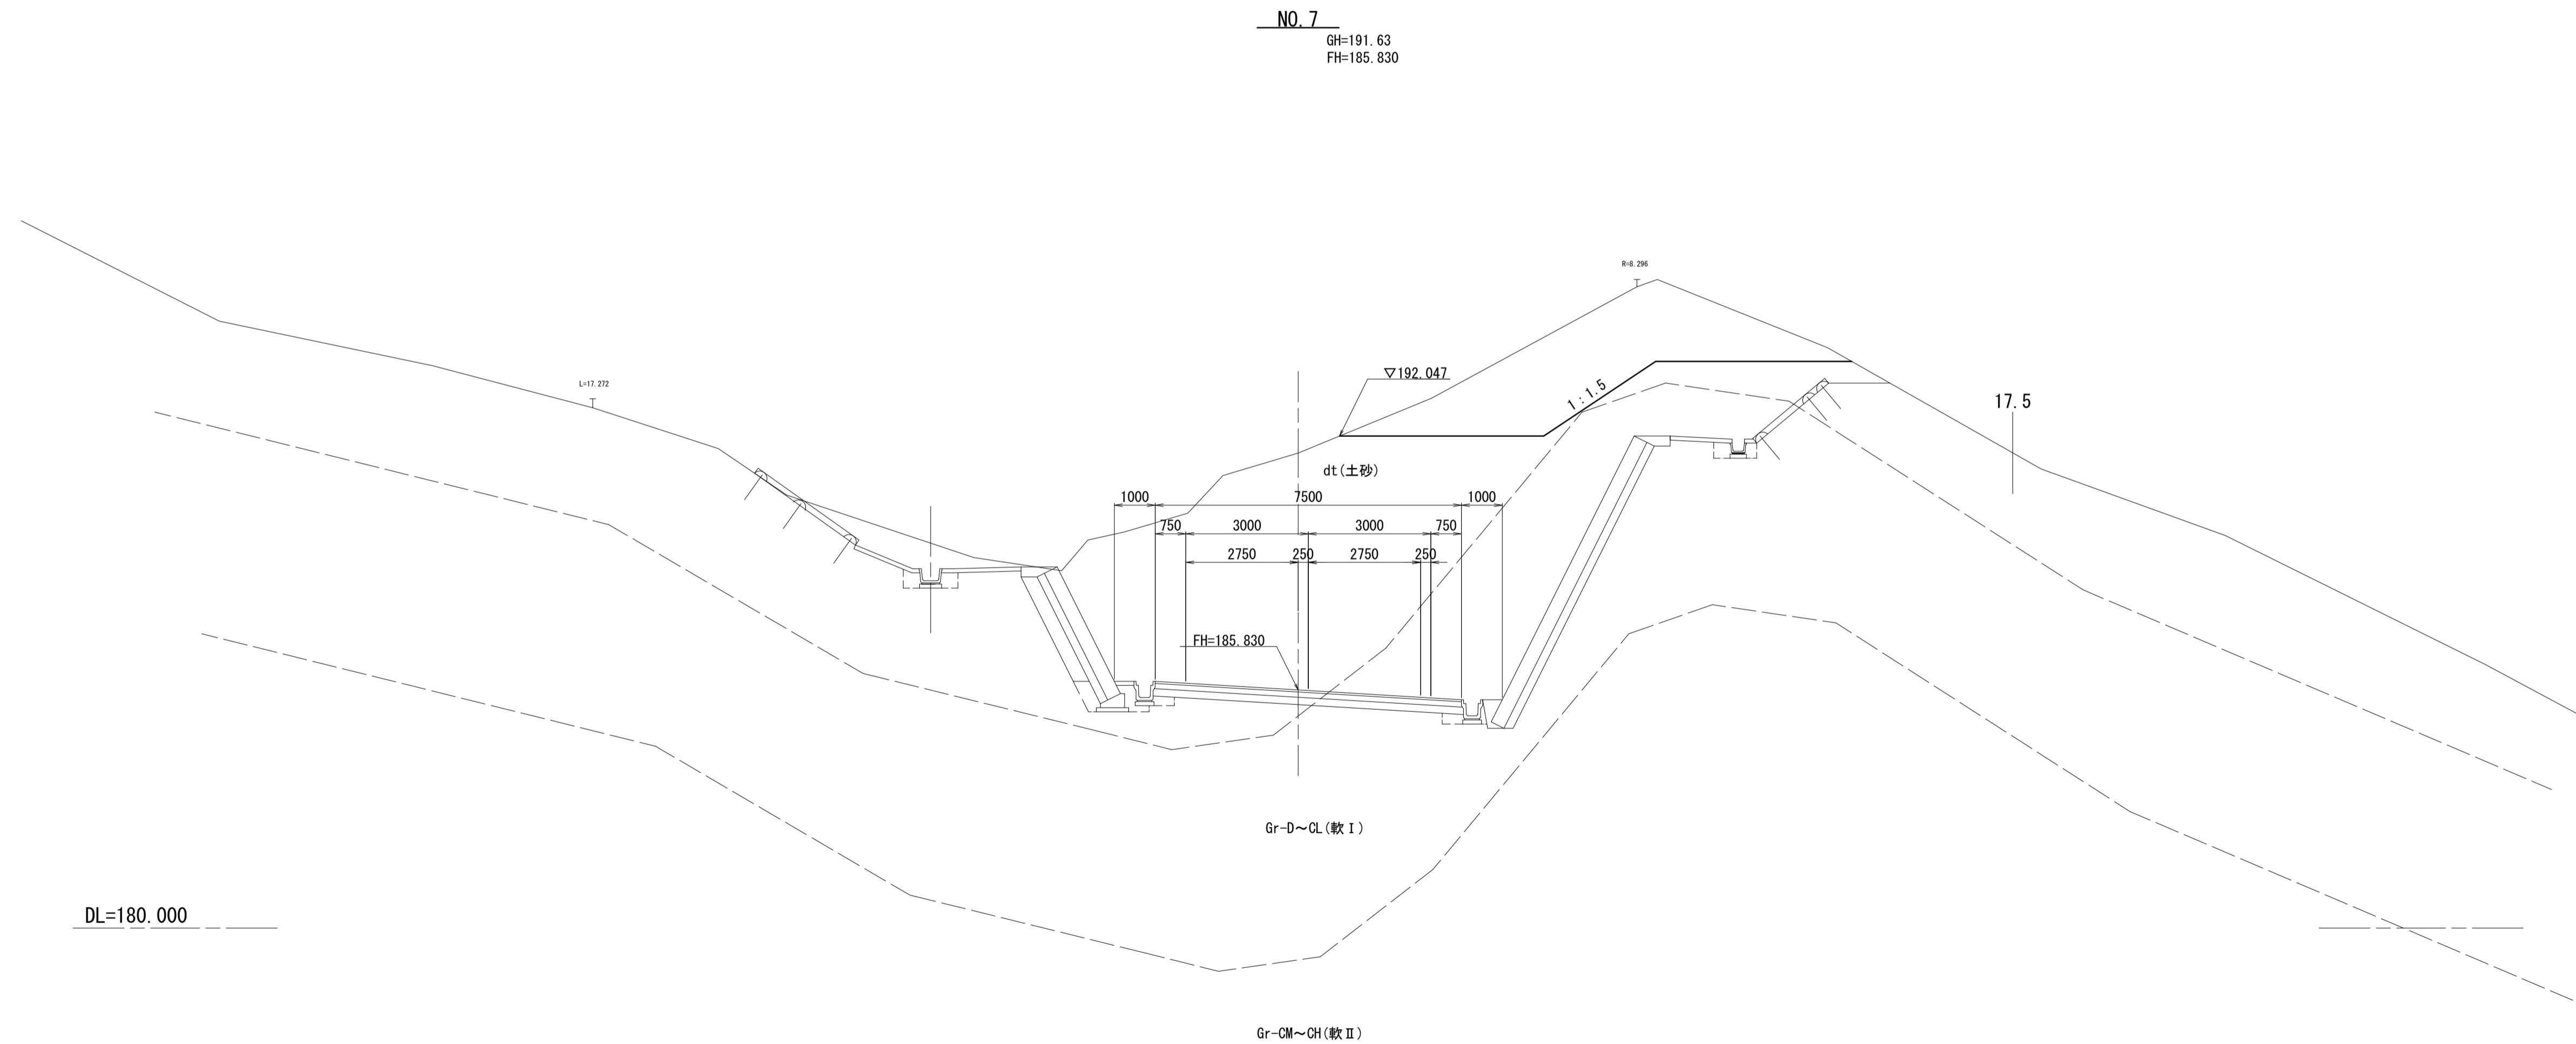 NO.7
GH=191.63
FH=185.830
R=8.296
L=17.272
▽192.047
1:1.5
17.5
dt(土砂)
1000 7500 1000
750 3000 3000 750
2750 250 2750 250
FH=185.830
Gr-D～CL(軟Ⅰ)
DL=180.000
Gr-CM～CH(軟Ⅱ)